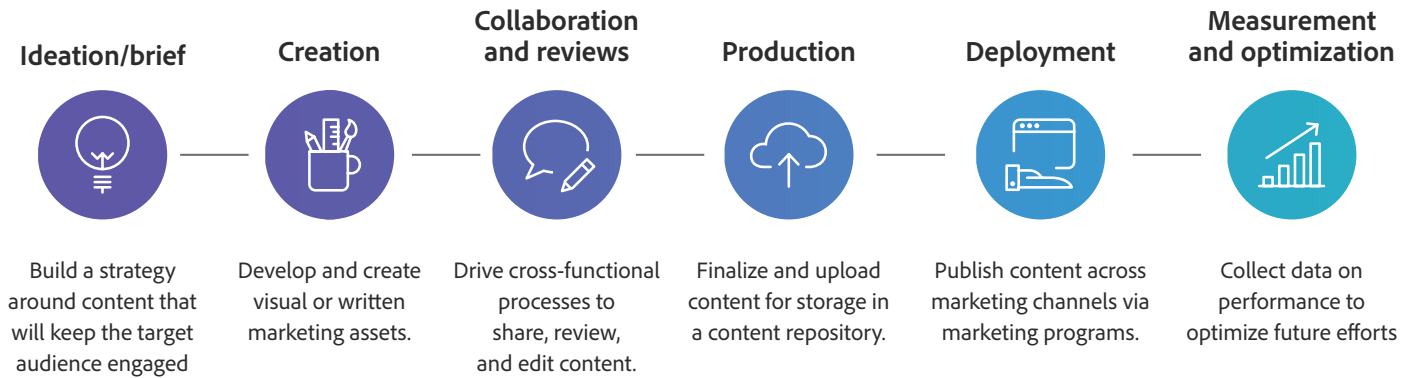 Ideation/brief
Build a strategy
around content that
will keep the target
audience engaged
Creation
Develop and create
visual or written
marketing assets.
Collaboration
and reviews
Drive cross-functional
processes to
share, review,
and edit content.
Production
Finalize and upload
content for storage in
a content repository.
Deployment
Publish content across
marketing channels via
marketing programs.
Measurement
and optimization
Collect data on
performance to
optimize future efforts